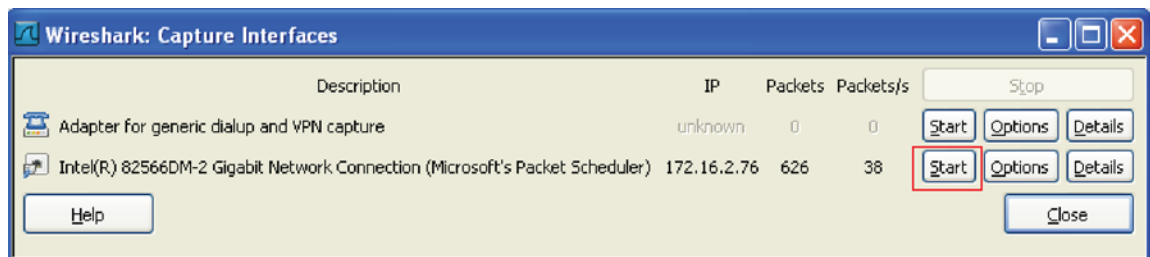 Wireshark: Capture Interfaces
Description IP Packets Packets/s Stop
Adapter for generic dialup and VPN capture unknown 0 0 Start Options Details
Intel(R) 82566DM-2 Gigabit Network Connection (Microsoft's Packet Scheduler) 172.16.2.76 626 38 Start Options Details
Help Close